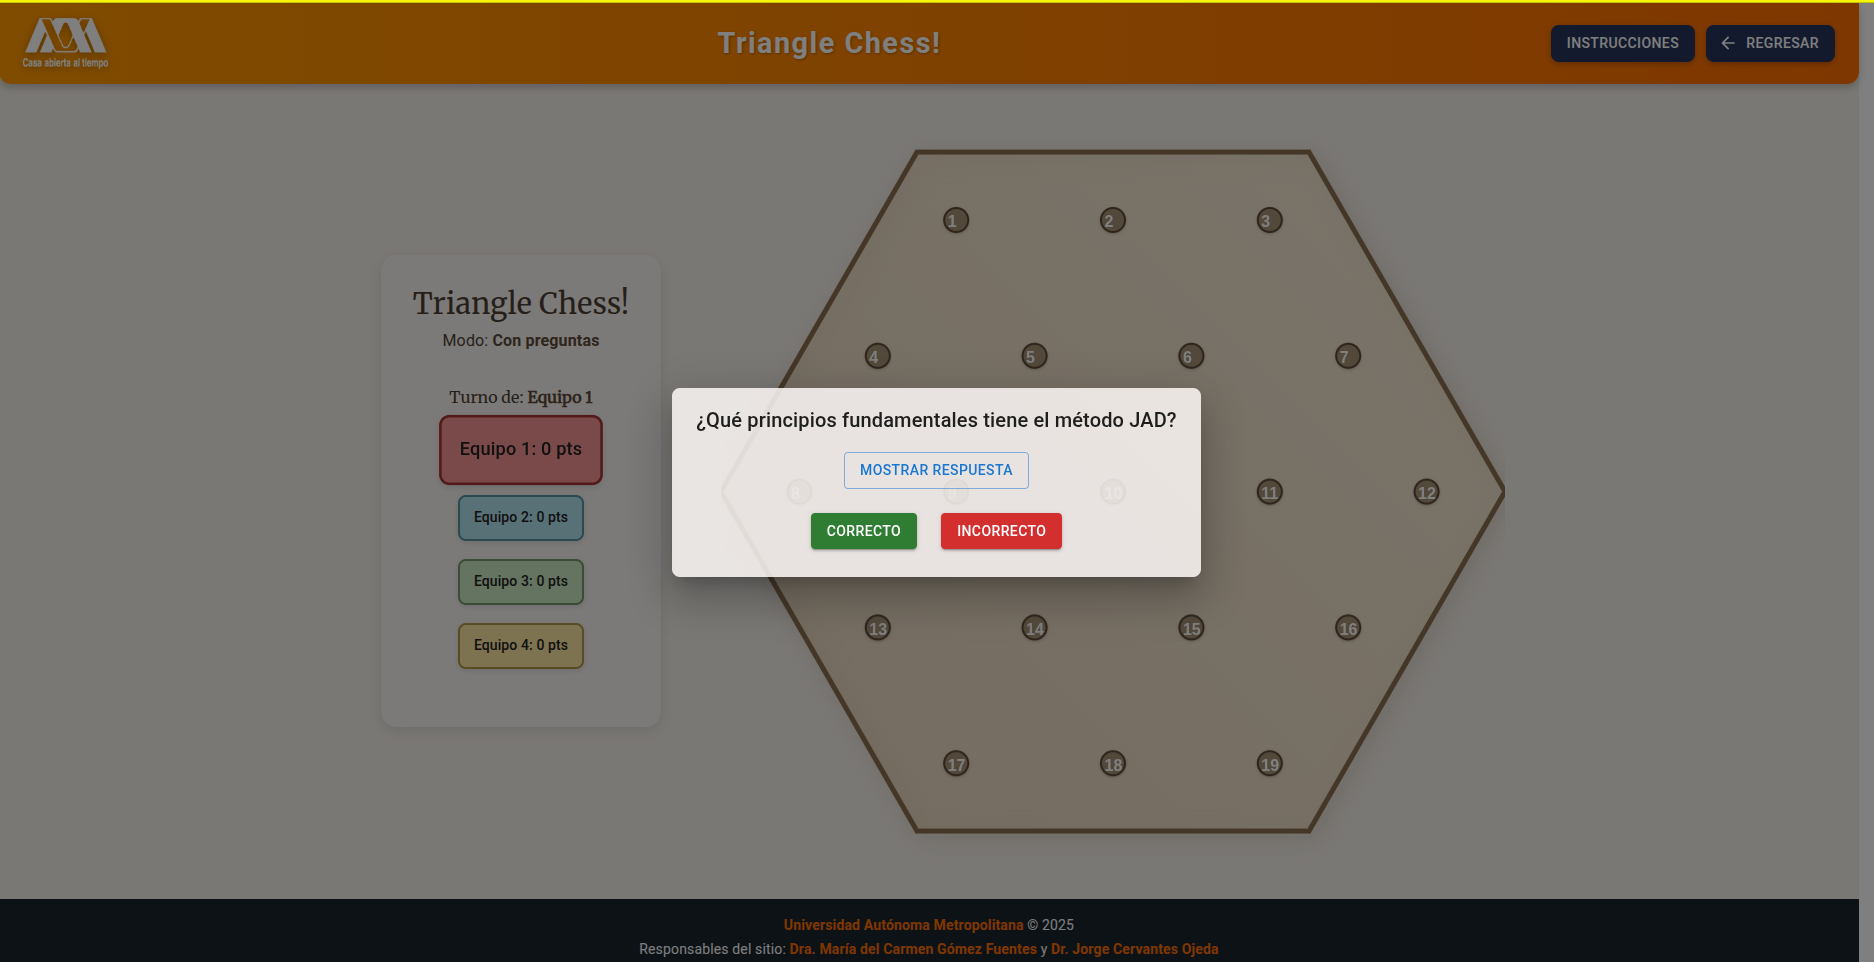 Casa abierta al tiempo
Triangle Chess!
INSTRUCCIONES
REGRESAR
Triangle Chess!
Modo: Con preguntas
Turno de: Equipo 1
Equipo 1: 0 pts
Equipo 2: 0 pts
Equipo 3: 0 pts
Equipo 4: 0 pts
1 2 3
4 5 6 7
¿Qué principios fundamentales tiene el método JAD?
MOSTRAR RESPUESTA
8 9 10 11 12
CORRECTO INCORRECTO
13 14 15 16
17 18 19
Universidad Autónoma Metropolitana © 2025
Responsables del sitio: Dra. María del Carmen Gómez Fuentes y Dr. Jorge Cervantes Ojeda